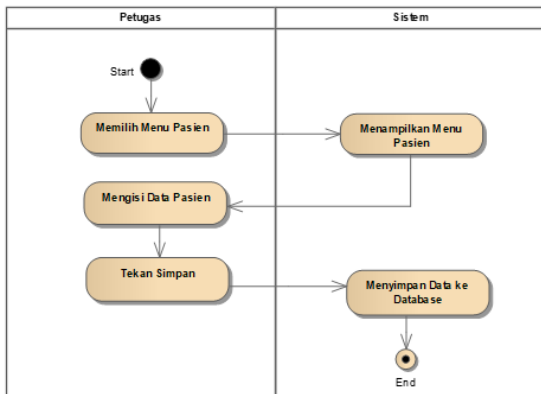 Petugas
Sistem
Start
Memilih Menu Pasien
Menampilkan Menu
Pasien
Mengisi Data Pasien
Tekan Simpan
Menyimpan Data ke
Database
End